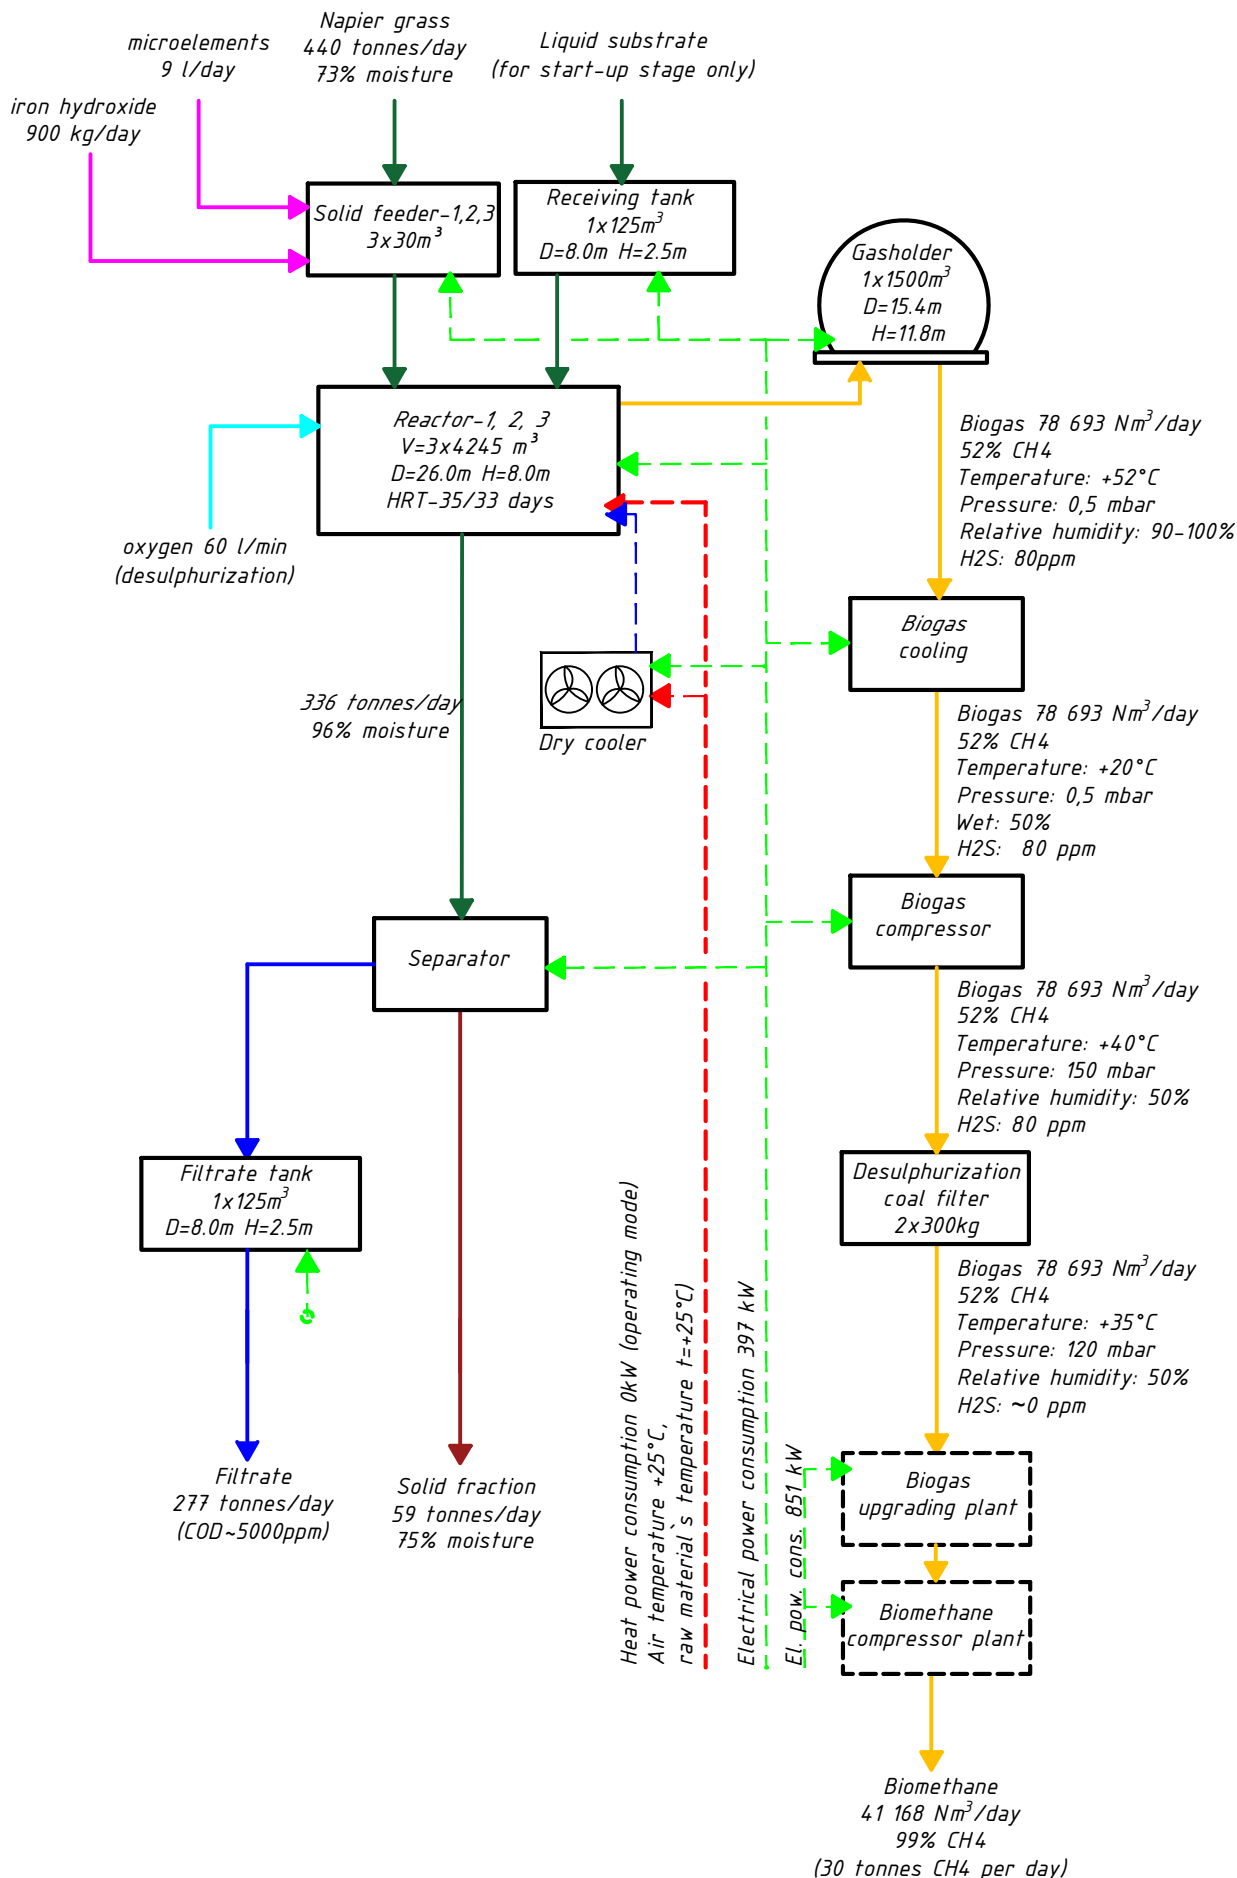 microelements
9 l/day
Napier grass
440 tonnes/day
73% moisture
Liquid substrate
(for start-up stage only)
iron hydroxide
900 kg/day
Solid feeder-1,2,3
3x30m³
Receiving tank
1x125m³
D=8.0m H=2.5m
Gasholder
1x1500m³
D=15.4m
H=11.8m
Reactor-1, 2, 3
V=3x4245 m³
D=26.0m H=8.0m
HRT-35/33 days
oxygen 60 l/min
(desulphurization)
Biogas 78 693 Nm³/day
52% CH4
Temperature: +52°C
Pressure: 0,5 mbar
Relative humidity: 90-100%
H2S: 80ppm
Biogas
cooling
336 tonnes/day
96% moisture
Dry cooler
Biogas 78 693 Nm³/day
52% CH4
Temperature: +20°C
Pressure: 0,5 mbar
Wet: 50%
H2S: 80 ppm
Biogas
compressor
Separator
Biogas 78 693 Nm³/day
52% CH4
Temperature: +40°C
Pressure: 150 mbar
Relative humidity: 50%
H2S: 80 ppm
Filtrate tank
1x125m³
D=8.0m H=2.5m
Desulphurization
coal filter
2x300kg
Biogas 78 693 Nm³/day
52% CH4
Temperature: +35°C
Pressure: 120 mbar
Relative humidity: 50%
H2S: ~0 ppm
Heat power consumption 0kW (operating mode)
Air temperature +25°C,
raw material`s temperature t=+25°C)
Electrical power consumption 397 kW
El. pow. cons. 851 kW
Filtrate
277 tonnes/day
(COD~5000ppm)
Solid fraction
59 tonnes/day
75% moisture
Biogas
upgrading plant
Biomethane
compressor plant
Biomethane
41 168 Nm³/day
99% CH4
(30 tonnes CH4 per day)